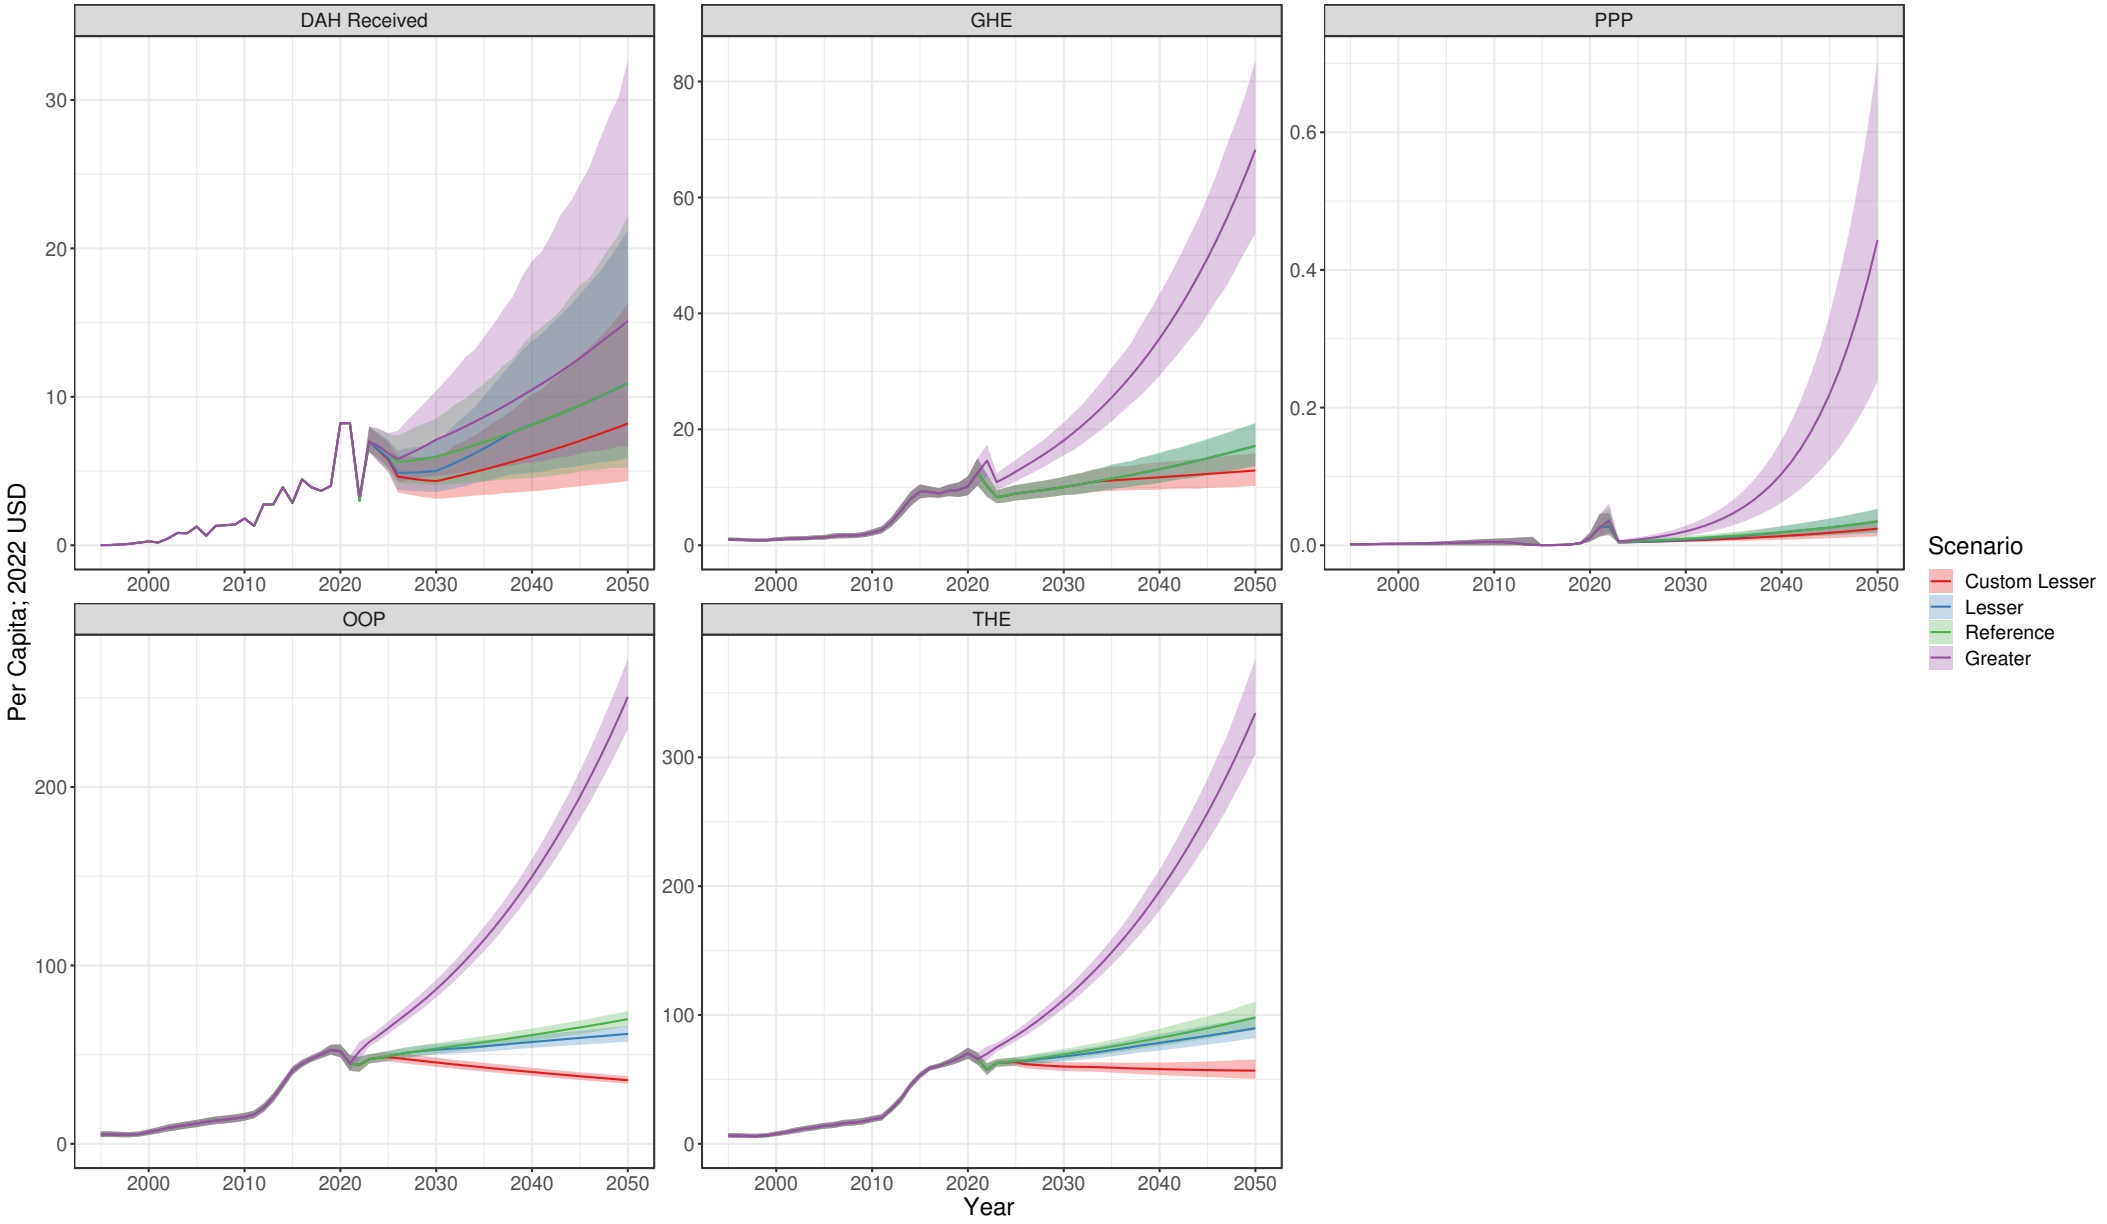 DAH Received
GHE
PPP
30
20
10
0
80
60
40
20
0
0.6
0.4
0.2
0.0
2000 2010 2020 2030 2040 2050
2000 2010 2020 2030 2040 2050
2000 2010 2020 2030 2040 2050
Per Capita; 2022 USD
OOP
THE
200
100
0
300
200
100
0
2000 2010 2020 2030 2040 2050
2000 2010 2020 2030 2040 2050
Year
Scenario
Custom Lesser
Lesser
Reference
Greater